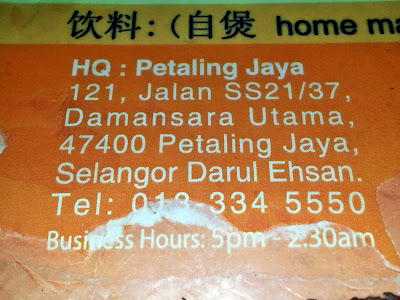 饮料:(自煲 home ma
HQ : Petaling Jaya
121, Jalan SS21/37,
Damansara Utama,
47400 Petaling Jaya,
Selangor Darul Ehsan.
Tel: 334 5550
Business Hours: 5pm - 2.30am